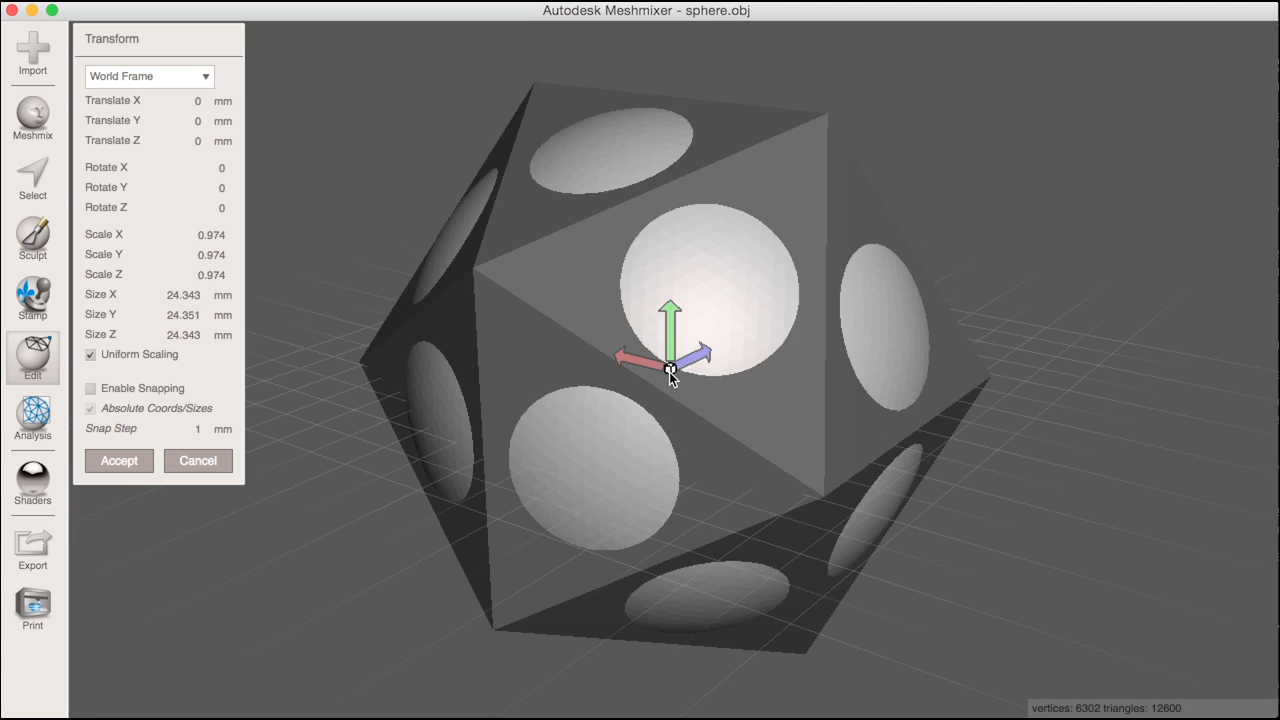 Autodesk Meshmixer - sphere.obj
Import
Meshmix
Select
Sculpt
Stamp
Edit
Analysis
Shaders
Export
Print
Transform
World Frame
Translate X 0 mm
Translate Y 0 mm
Translate Z 0 mm
Rotate X 0
Rotate Y 0
Rotate Z 0
Scale X 0.974
Scale Y 0.974
Scale Z 0.974
Size X 24.343 mm
Size Y 24.351 mm
Size Z 24.343 mm
Uniform Scaling
Enable Snapping
Absolute Coords/Sizes
Snap Step 1 mm
Accept Cancel
vertices: 6302 triangles: 12600